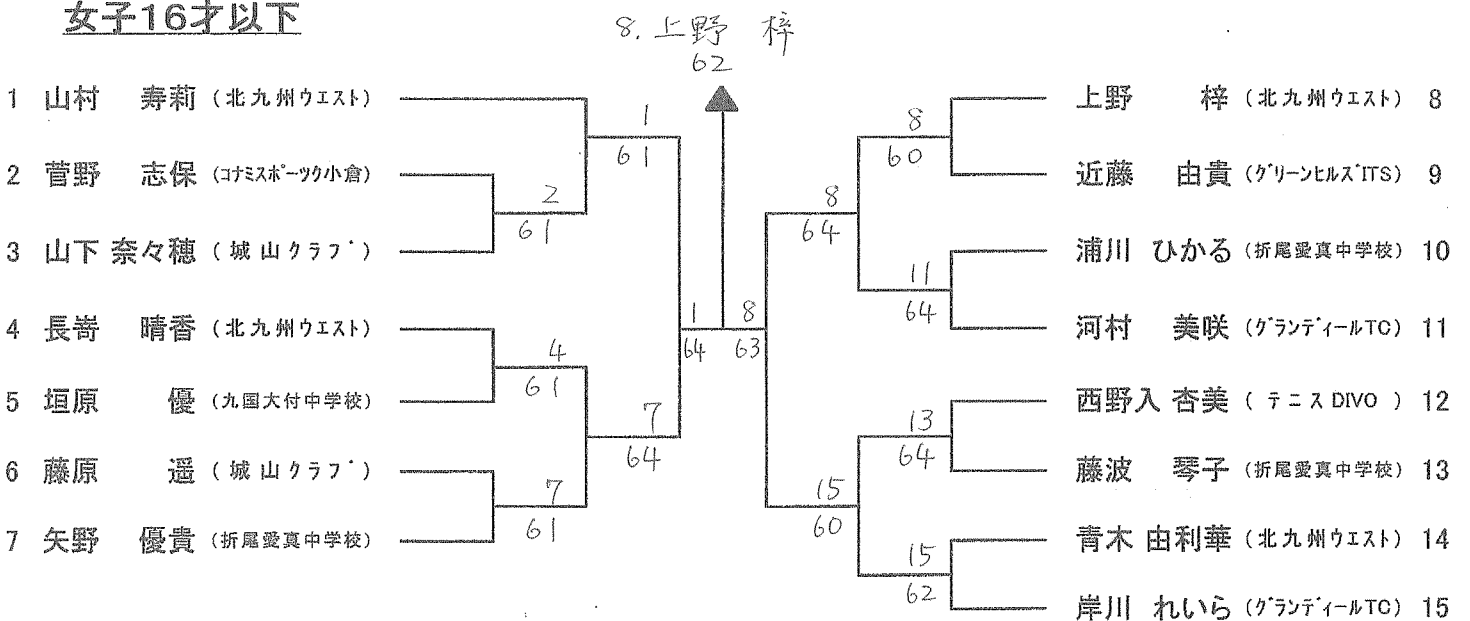 女子16才以下
8. 上野 梓
62
1 山村 寿莉 (北九州ウエスト)
2 菅野 志保 (コナミスポーツク小倉)
3 山下 奈々穂 (城山クラブ)
4 長嵜 晴香 (北九州ウエスト)
5 垣原 優 (九国大付中学校)
6 藤原 遥 (城山クラブ)
7 矢野 優貴 (折尾愛真中学校)
2
61
4
61
7
61
1
61
7
64
1
64
8
63
8
64
15
60
8
60
11
64
13
64
15
62
上野 梓 (北九州ウエスト) 8
近藤 由貴 (グリーンヒルズITS) 9
浦川 ひかる (折尾愛真中学校) 10
河村 美咲 (グランディールTC) 11
西野入 杏美 (テニスDIVO) 12
藤波 琴子 (折尾愛真中学校) 13
青木 由利華 (北九州ウエスト) 14
岸川 れいら (グランディールTC) 15